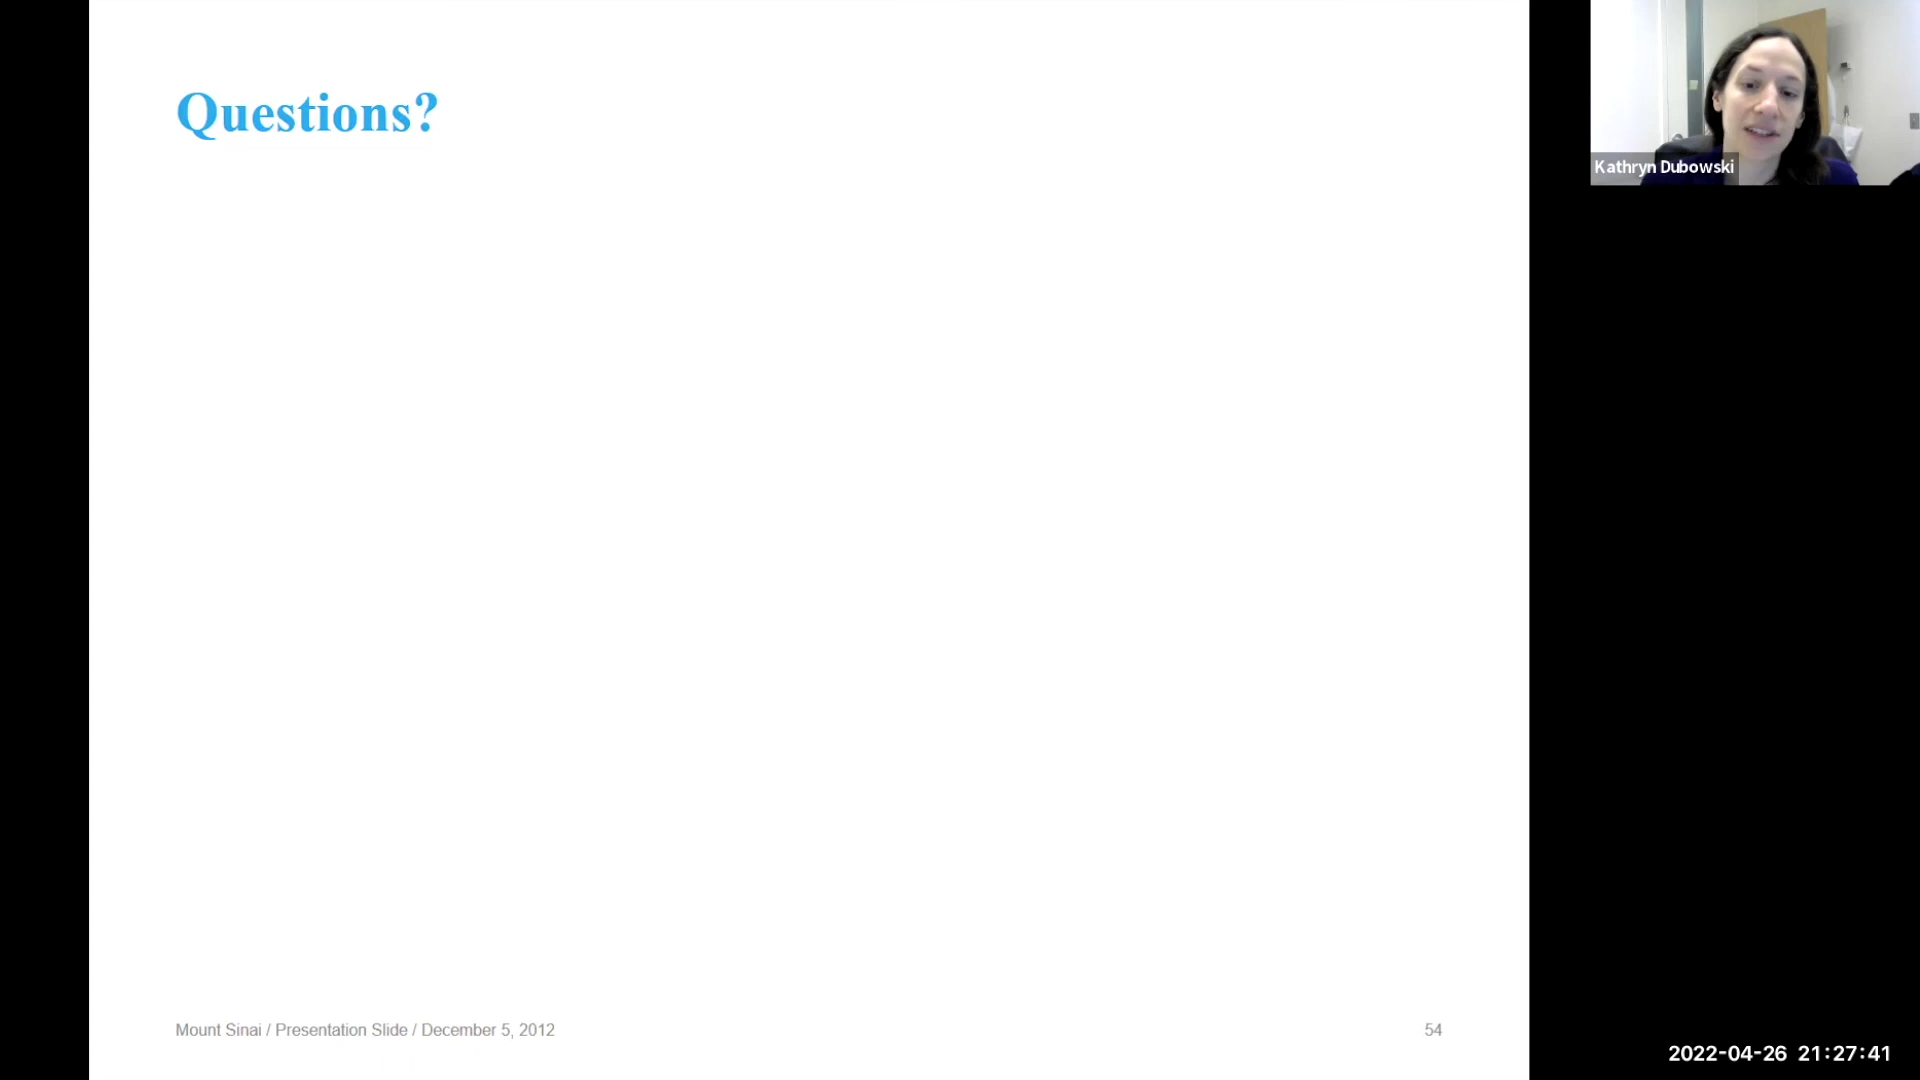 Questions?
Kathryn Dubowski
Mount Sinai / Presentation Slide / December 5, 2012
54
2022-04-26 21:27:41